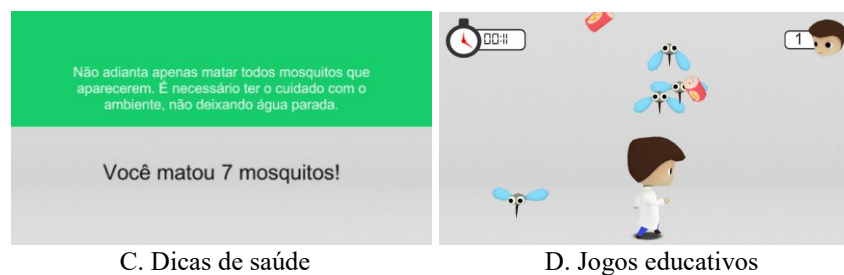 Não adianta apenas matar todos mosquitos que
aparecerem. É necessário ter o cuidado com o
ambiente, não deixando água parada.
Você matou 7 mosquitos!
00:11
1
C. Dicas de saúde
D. Jogos educativos